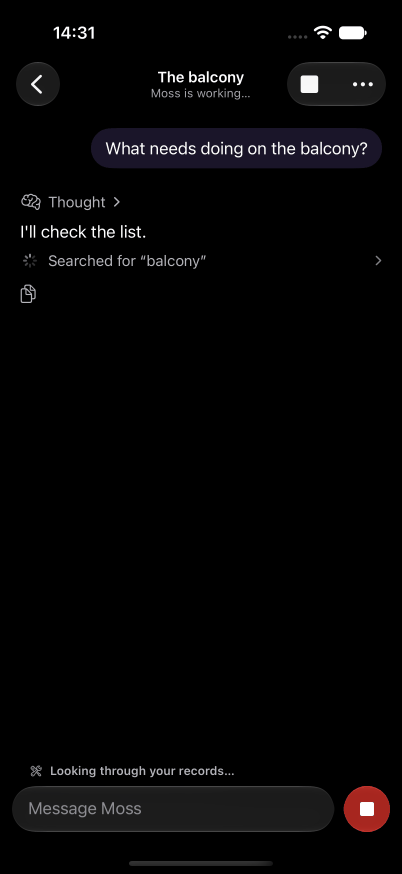 14:31
The balcony
Moss is working...
What needs doing on the balcony?
Thought
I'll check the list.
Searched for “balcony”
Looking through your records...
Message Moss